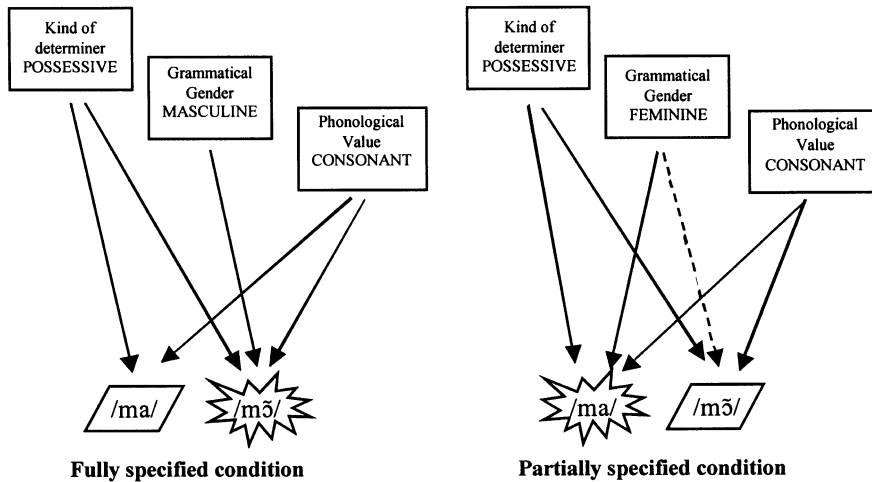 Kind of
determiner
POSSESSIVE
Grammatical
Gender
MASCULINE
Phonological
Value
CONSONANT
/ma/
/mɔ̃/
Fully specified condition
Kind of
determiner
POSSESSIVE
Grammatical
Gender
FEMININE
Phonological
Value
CONSONANT
/ma/
/mɔ̃/
Partially specified condition